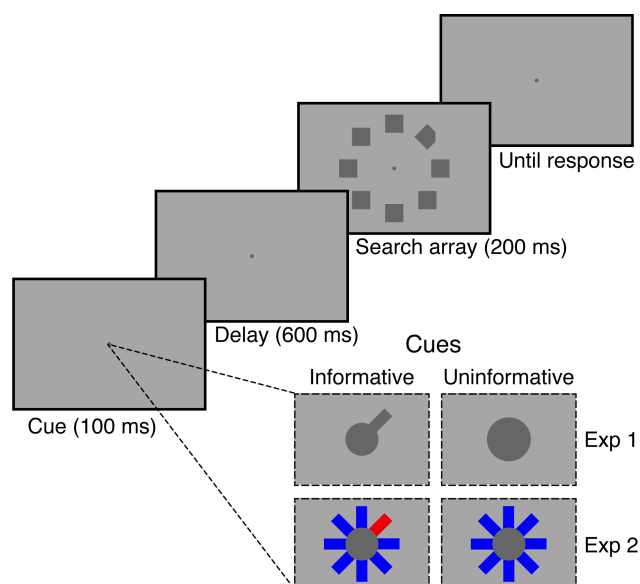 Until response
Search array (200 ms)
Delay (600 ms)
Cue (100 ms)
Cues
Informative
Uninformative
Exp 1
Exp 2